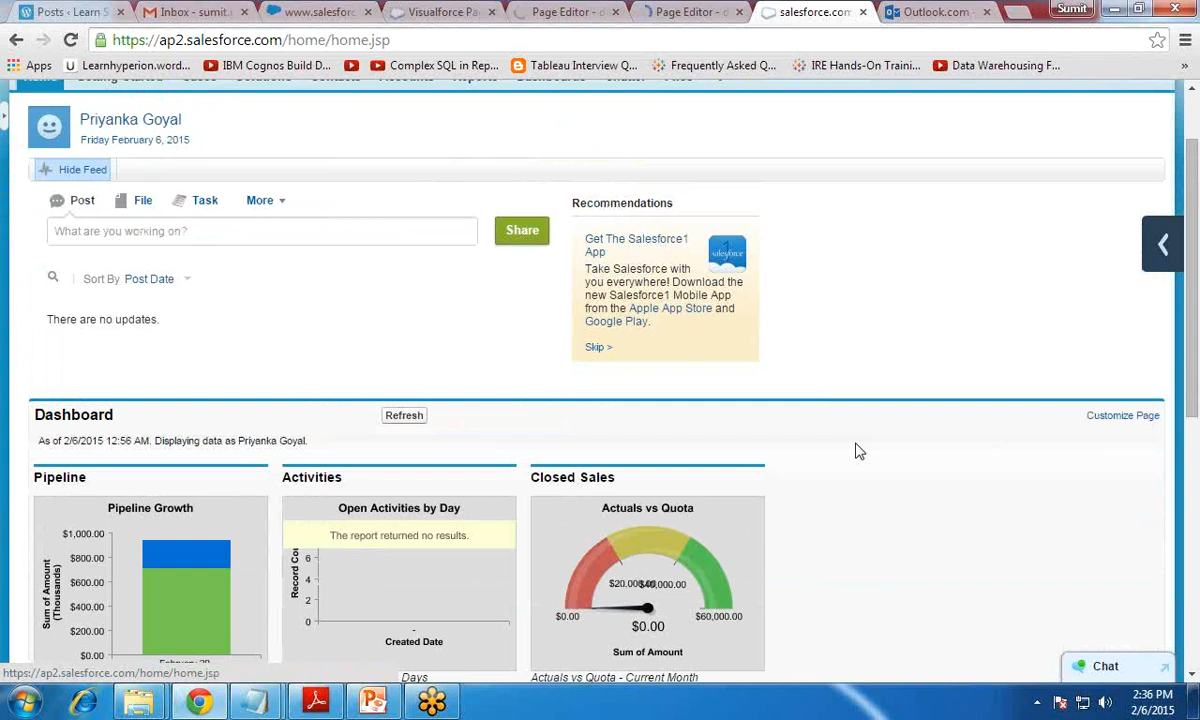 Posts ‹ Learn S
Inbox - sumit.
www.salesforc
Visualforce Pa
Page Editor - d
Page Editor - d
salesforce.com
Outlook.com -
Sumit
https://ap2.salesforce.com/home/home.jsp
Apps
Learnhyperion.word...
IBM Cognos Build D...
Complex SQL in Rep...
Tableau Interview Q...
Frequently Asked Q...
IRE Hands-On Traini...
Data Warehousing F...
»
Priyanka Goyal
Friday February 6, 2015
Hide Feed
Post
File
Task
More
What are you working on?
Share
Sort By Post Date
There are no updates.
Recommendations
Get The Salesforce1
App
salesforce
Take Salesforce with
you everywhere! Download the
new Salesforce1 Mobile App
from the Apple App Store and
Google Play.
Skip >
Dashboard
Refresh
Customize Page
As of 2/6/2015 12:56 AM. Displaying data as Priyanka Goyal.
Pipeline
Activities
Closed Sales
Pipeline Growth
$1,000.00
$800.00
$600.00
$400.00
$200.00
$0.00
Sum of Amount
(Thousands)
Open Activities by Day
The report returned no results.
6
4
2
0
-
Created Date
Days
Actuals vs Quota
$20,000.00
$40,000.00
$0.00
$60,000.00
$0.00
Sum of Amount
Actuals vs Quota - Current Month
Chat
https://ap2.salesforce.com/home/home.jsp
2:36 PM
2/6/2015